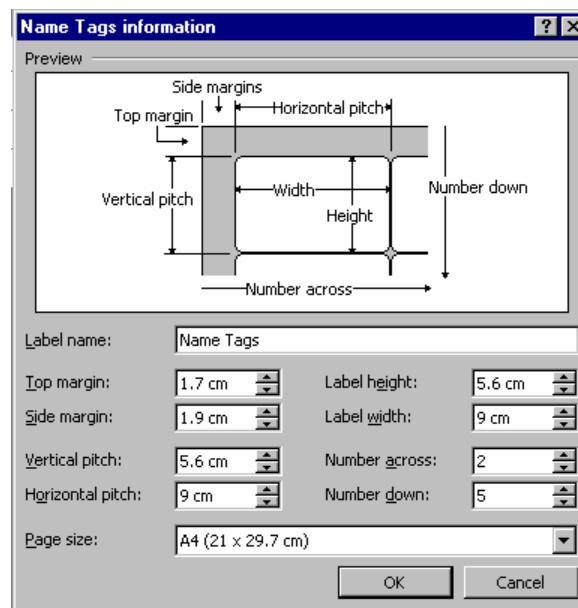 Name Tags information
Preview
Side margins
Horizontal pitch
Top margin
Vertical pitch
Width
Height
Number down
Number across
Label name: Name Tags
Top margin: 1.7 cm Label height: 5.6 cm
Side margin: 1.9 cm Label width: 9 cm
Vertical pitch: 5.6 cm Number across: 2
Horizontal pitch: 9 cm Number down: 5
Page size: A4 (21 x 29.7 cm)
OK Cancel